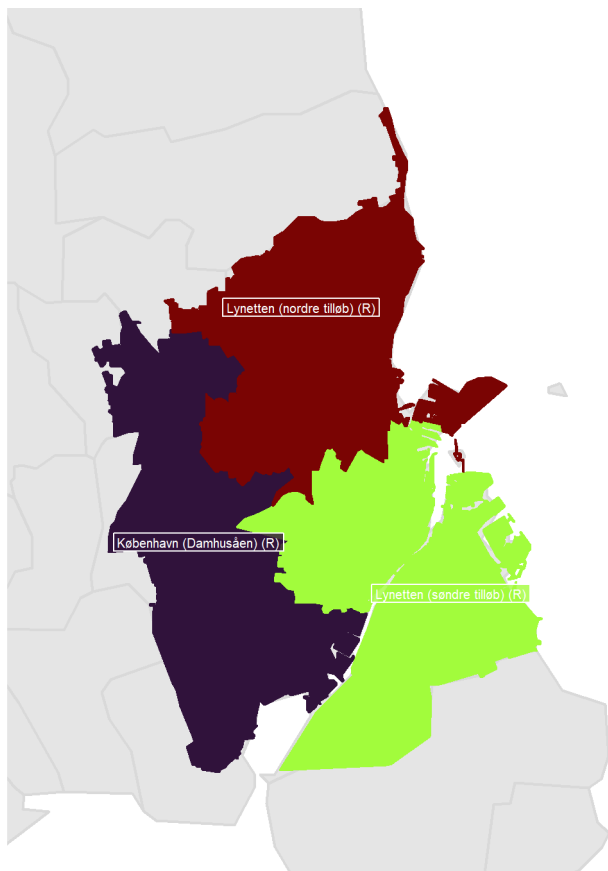 Lynetten (nordre tilløb) (R)
København (Damhusåen) (R)
Lynetten (søndre tilløb) (R)